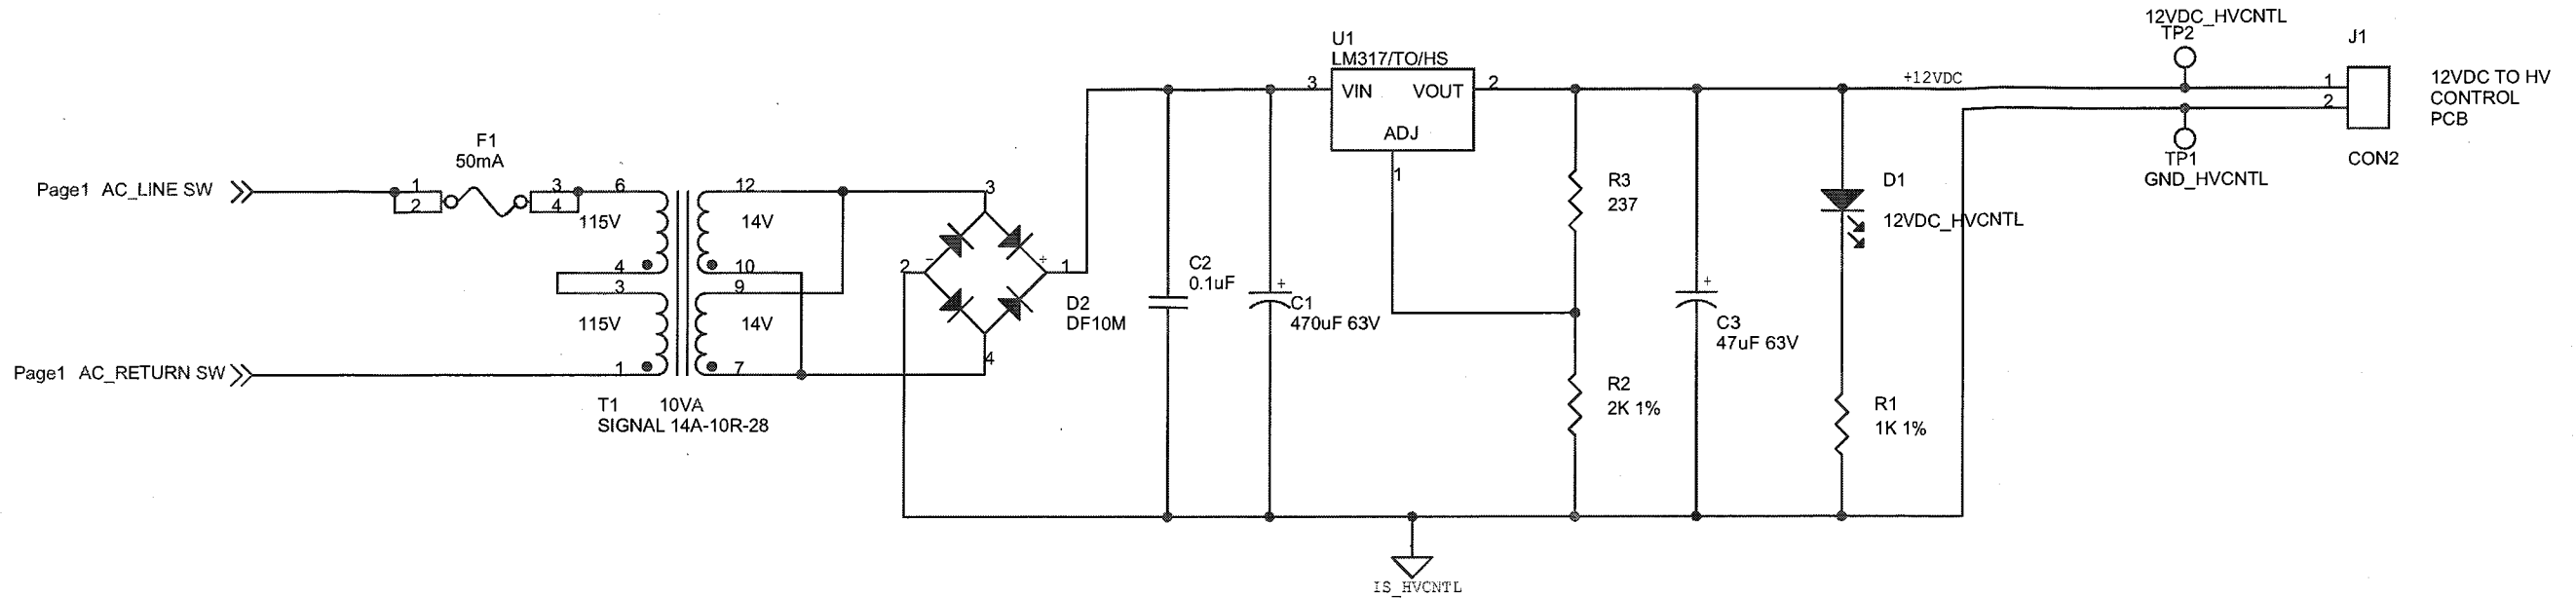 12VDC_HVCNTL
TP2
J1
U1
LM317/TO/HS
3
VIN
VOUT
2
ADJ
1
+12VDC
1
2
12VDC TO HV
CONTROL
PCB
CON2
TP1
GND_HVCNTL
F1
50mA
Page1 AC_LINE SW
1
2
3
4
6
115V
4
3
115V
1
Page1 AC_RETURN SW
12
14V
10
9
14V
7
T1 10VA
SIGNAL 14A-10R-28
3
2
-
+
1
4
D2
DF10M
C2
0.1uF
+
C1
470uF 63V
R3
237
R2
2K 1%
+
C3
47uF 63V
D1
12VDC_HVCNTL
R1
1K 1%
IS_HVCNTL